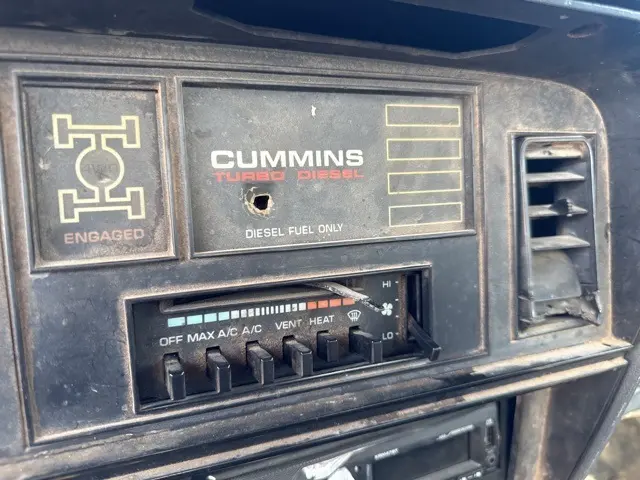 ENGAGED
CUMMINS
TURBO DIESEL
DIESEL FUEL ONLY
HI
OFF MAX A/C A/C VENT HEAT
LO